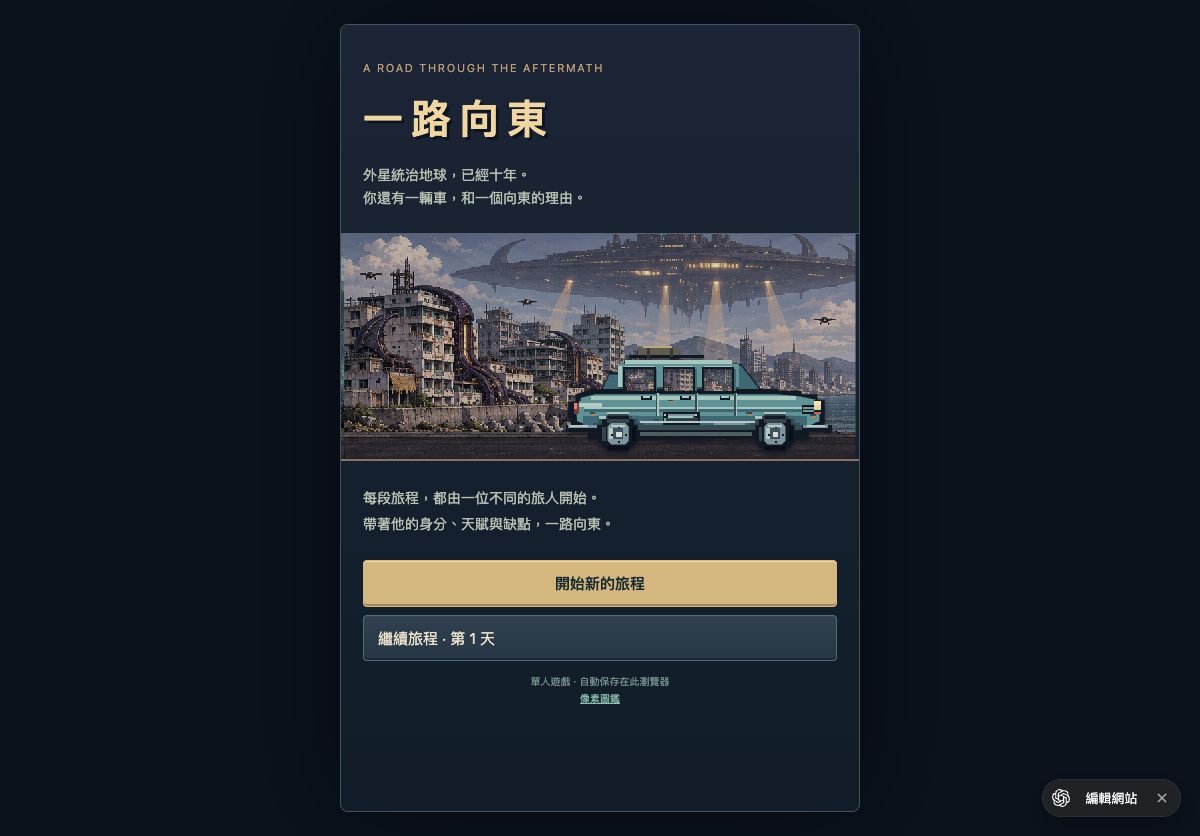 A ROAD THROUGH THE AFTERMATH
一路向東
外星統治地球，已經十年。
你還有一輛車，和一個向東的理由。
每段旅程，都由一位不同的旅人開始。
帶著他的身分、天賦與缺點，一路向東。
開始新的旅程
繼續旅程 · 第 1 天
單人遊戲 · 自動保存在此瀏覽器
像素圖鑑
編輯網站